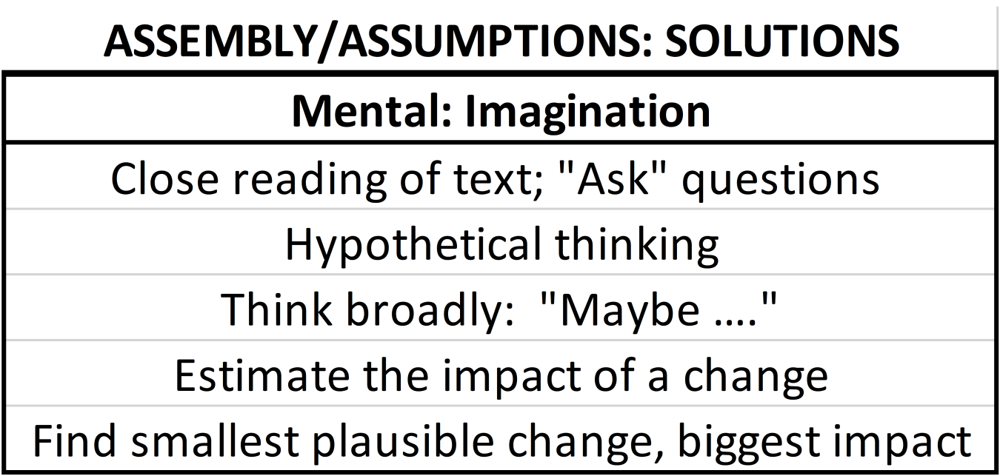 ASSEMBLY/ASSUMPTIONS: SOLUTIONS
Mental: Imagination
Close reading of text; "Ask" questions
Hypothetical thinking
Think broadly:  "Maybe …."
Estimate the impact of a change
Find smallest plausible change, biggest impact